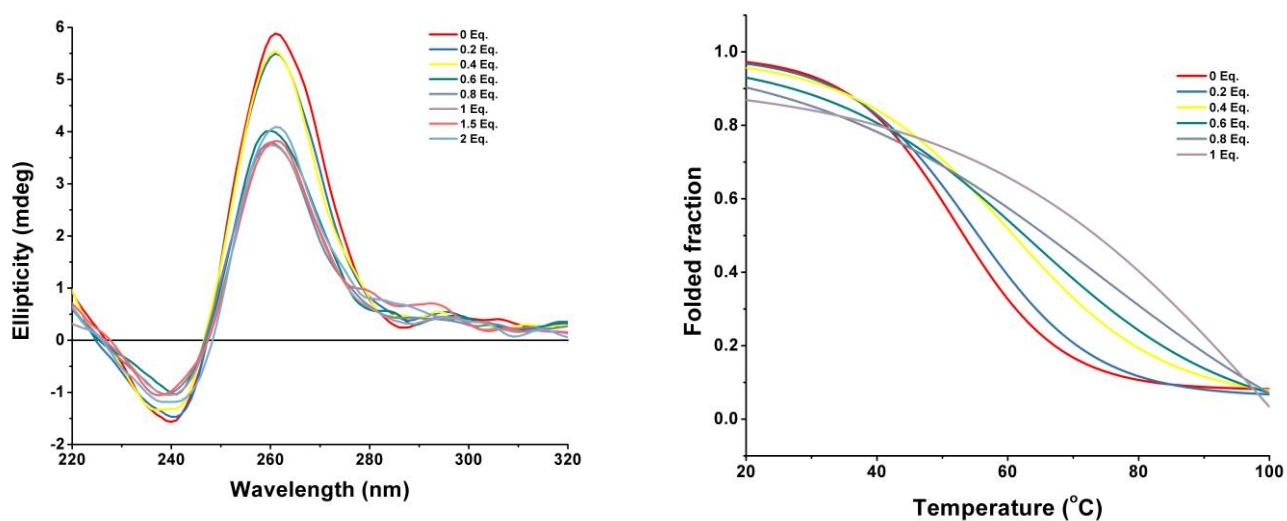 6
5
4
3
2
1
0
-1
-2
220
240
260
280
300
320
Ellipticity (mdeg)
Wavelength (nm)
0 Eq.
0.2 Eq.
0.4 Eq.
0.6 Eq.
0.8 Eq.
1 Eq.
1.5 Eq.
2 Eq.
1.0
0.8
0.6
0.4
0.2
0.0
20
40
60
80
100
Folded fraction
Temperature (°C)
0 Eq.
0.2 Eq.
0.4 Eq.
0.6 Eq.
0.8 Eq.
1 Eq.